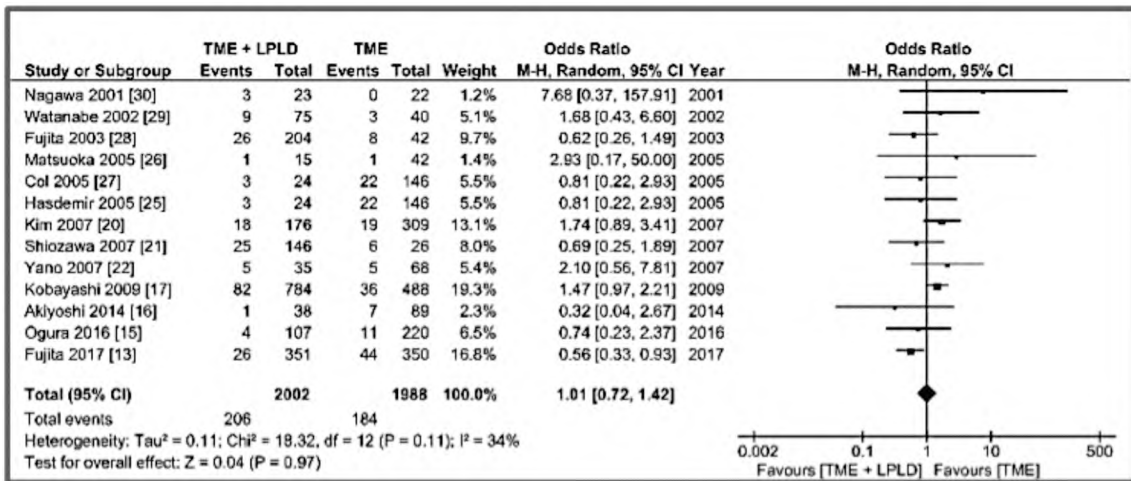 TME + LPLD TME Odds Ratio Odds Ratio
Study or Subgroup Events Total Events Total Weight M-H, Random, 95% CI Year M-H, Random, 95% CI
Nagawa 2001 [30] 3 23 0 22 1.2% 7.68 [0.37, 157.91] 2001
Watanabe 2002 [29] 9 75 3 40 5.1% 1.68 [0.43, 6.60] 2002
Fujita 2003 [28] 26 204 8 42 9.7% 0.62 [0.26, 1.49] 2003
Matsuoka 2005 [26] 1 15 1 42 1.4% 2.93 [0.17, 50.00] 2005
Col 2005 [27] 3 24 22 146 5.5% 0.81 [0.22, 2.93] 2005
Hasdemir 2005 [25] 3 24 22 146 5.5% 0.81 [0.22, 2.93] 2005
Kim 2007 [20] 18 176 19 309 13.1% 1.74 [0.89, 3.41] 2007
Shiozawa 2007 [21] 25 146 6 26 8.0% 0.69 [0.25, 1.89] 2007
Yano 2007 [22] 5 35 5 68 5.4% 2.10 [0.56, 7.81] 2007
Kobayashi 2009 [17] 82 784 36 488 19.3% 1.47 [0.97, 2.21] 2009
Akiyoshi 2014 [16] 1 38 7 89 2.3% 0.32 [0.04, 2.67] 2014
Ogura 2016 [15] 4 107 11 220 6.5% 0.74 [0.23, 2.37] 2016
Fujita 2017 [13] 26 351 44 350 16.8% 0.56 [0.33, 0.93] 2017
Total (95% CI) 2002 1988 100.0% 1.01 [0.72, 1.42]
Total events 206 184
Heterogeneity: Tau² = 0.11; Chi² = 18.32, df = 12 (P = 0.11); I² = 34%
Test for overall effect: Z = 0.04 (P = 0.97)
0.002 0.1 1 10 500
Favours [TME + LPLD] Favours [TME]